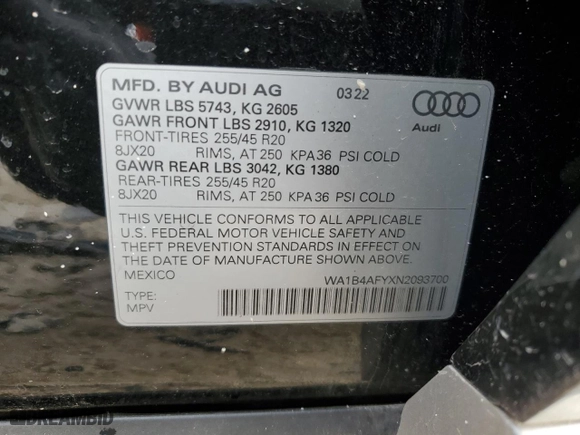 MFD. BY AUDI AG 03 22
GVWR LBS 5743, KG 2605
GAWR FRONT LBS 2910, KG 1320
FRONT-TIRES 255/45 R20
8JX20 RIMS, AT 250 KPA 36 PSI COLD
GAWR REAR LBS 3042, KG 1380
REAR-TIRES 255/45 R20
8JX20 RIMS, AT 250 KPA 36 PSI COLD
Audi
THIS VEHICLE CONFORMS TO ALL APPLICABLE
U.S. FEDERAL MOTOR VEHICLE SAFETY AND
THEFT PREVENTION STANDARDS IN EFFECT ON
THE DATE OF MANUFACTURE SHOWN ABOVE.
MEXICO WA1B4AFYXN2093700
TYPE:
MPV
DREAMBID